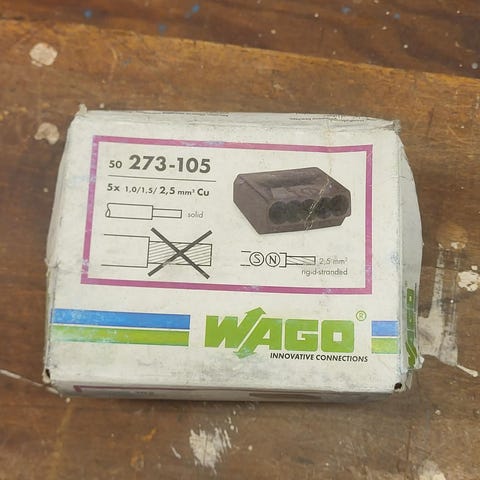 50 273-105
5x 1,0/1,5/ 2,5 mm² Cu
solid
S N 2,5 mm²
rigid-stranded
WAGO®
INNOVATIVE CONNECTIONS
WAGO